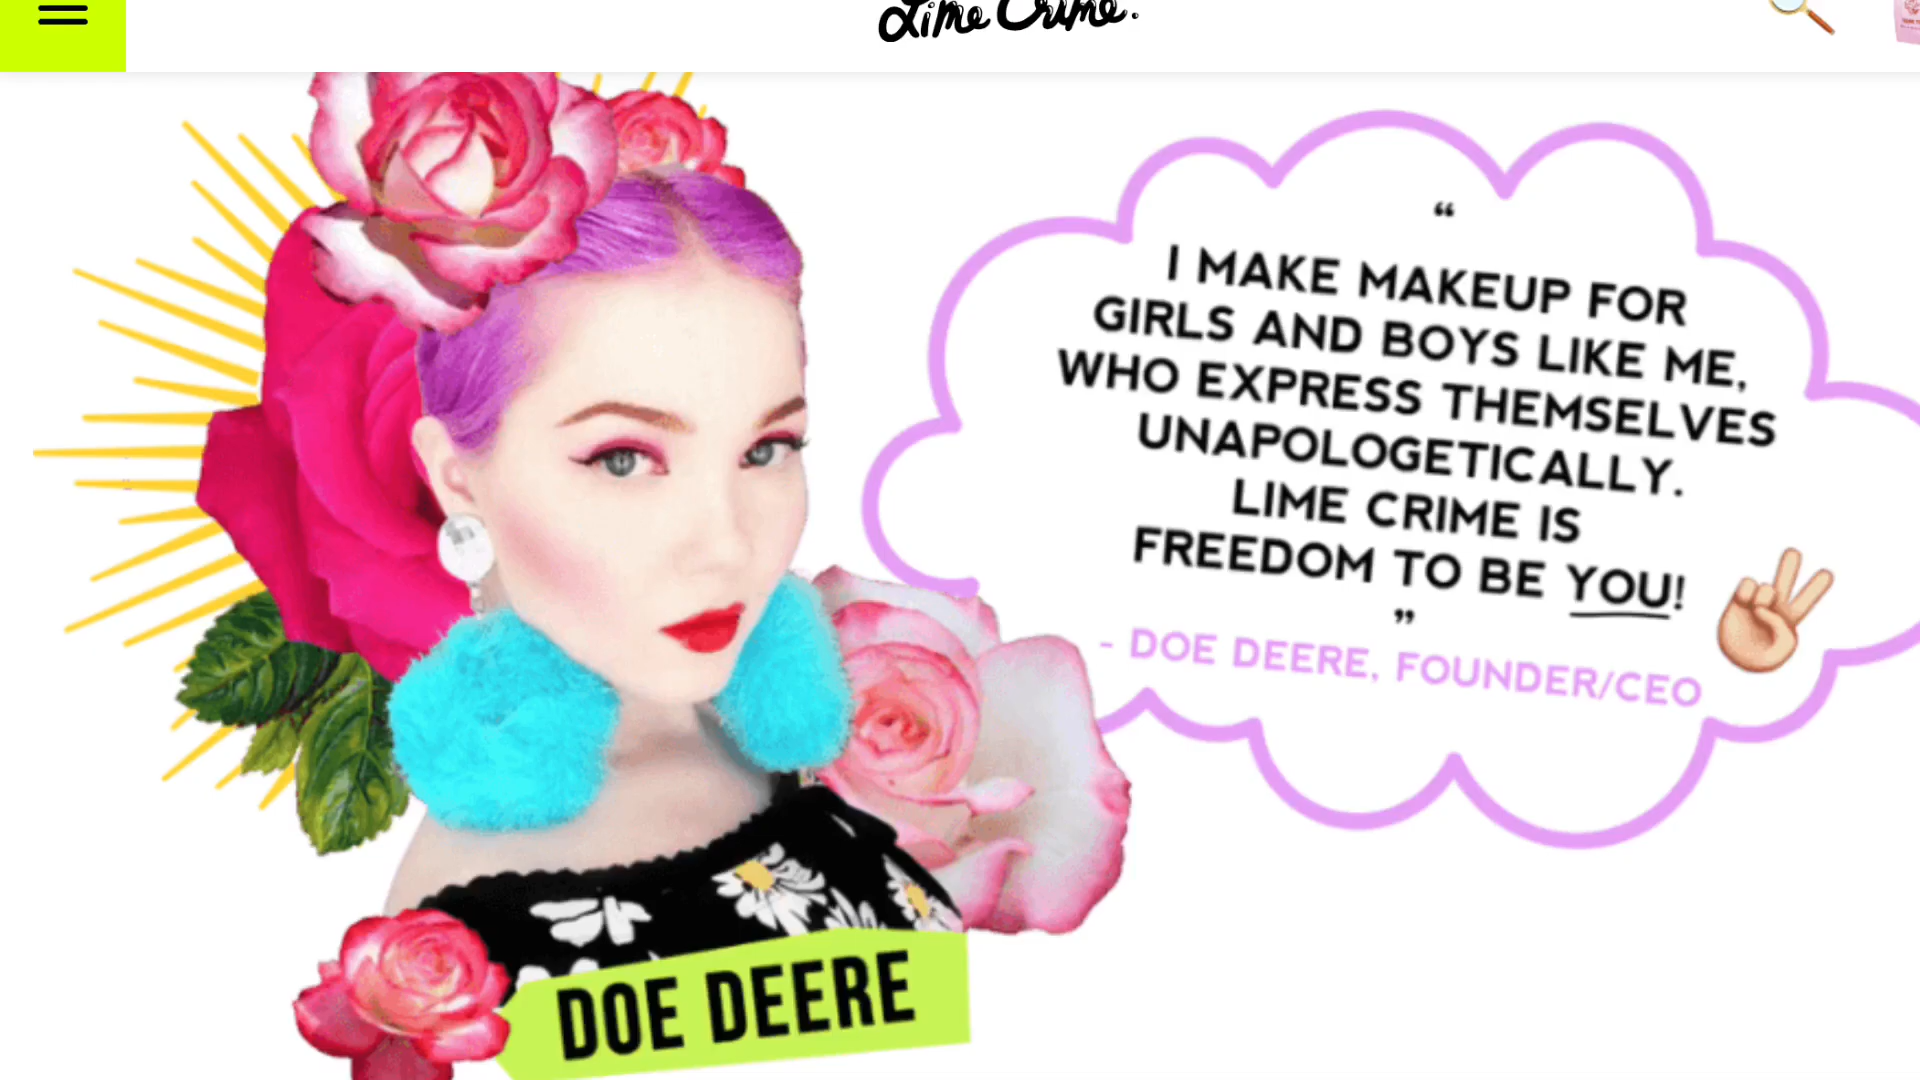 Lime Crime.
“
I MAKE MAKEUP FOR
GIRLS AND BOYS LIKE ME,
WHO EXPRESS THEMSELVES
UNAPOLOGETICALLY.
LIME CRIME IS
FREEDOM TO BE YOU!
”
- DOE DEERE, FOUNDER/CEO
DOE DEERE